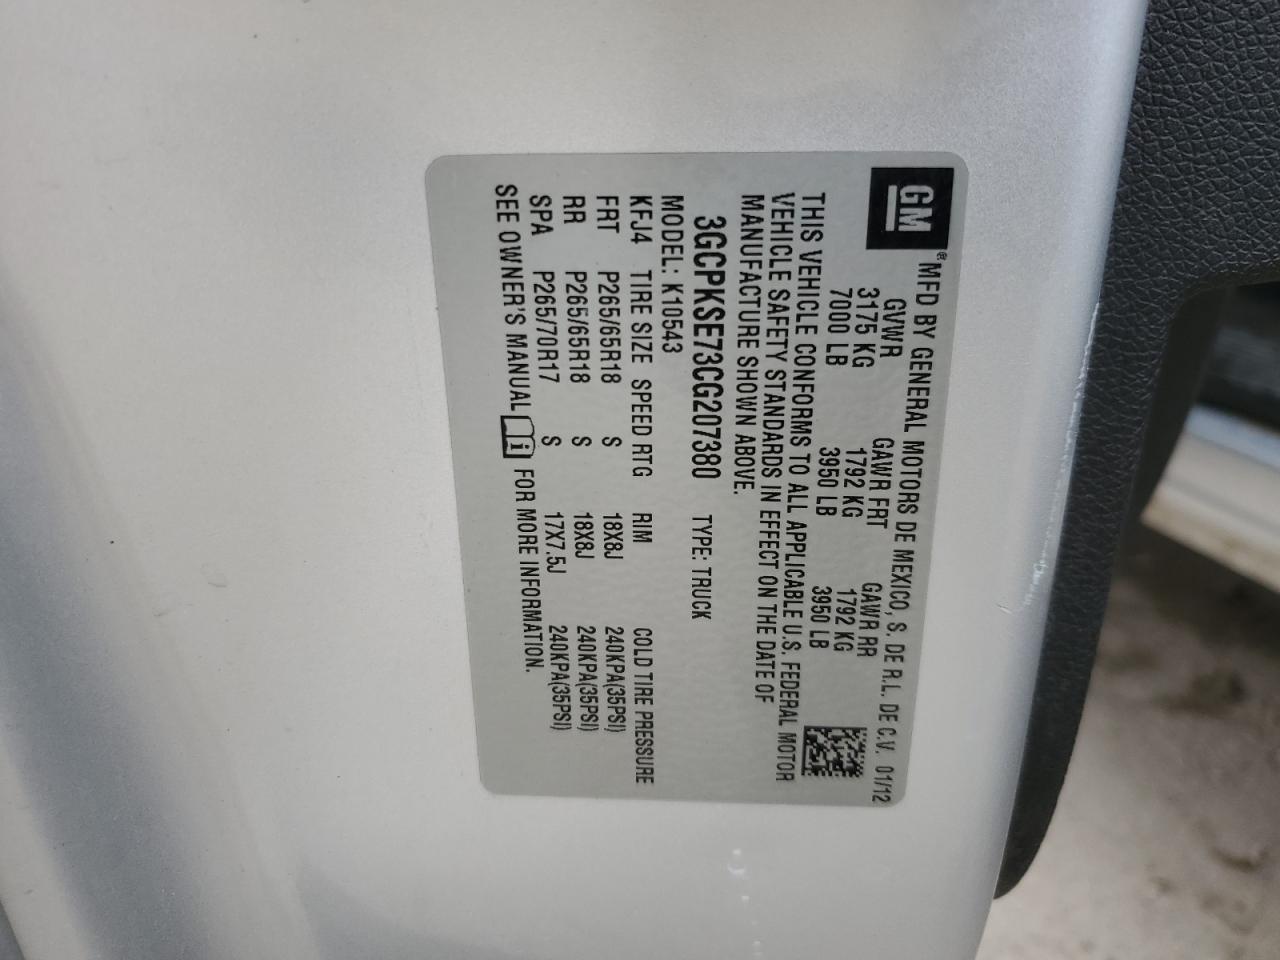 GM
® MFD BY GENERAL MOTORS DE MEXICO, S. DE R.L. DE C.V. 01/12
GVWR GAWR FRT GAWR RR
3175 KG 1792 KG 1792 KG
7000 LB 3950 LB 3950 LB
THIS VEHICLE CONFORMS TO ALL APPLICABLE U.S. FEDERAL MOTOR
VEHICLE SAFETY STANDARDS IN EFFECT ON THE DATE OF
MANUFACTURE SHOWN ABOVE.
3GCPKSE73CG207380 TYPE: TRUCK
MODEL: K10543
KFJ4 TIRE SIZE SPEED RTG RIM COLD TIRE PRESSURE
FRT P265/65R18 S 18X8J 240KPA(35PSI)
RR P265/65R18 S 18X8J 240KPA(35PSI)
SPA P265/70R17 S 17X7.5J 240KPA(35PSI)
SEE OWNER'S MANUAL i FOR MORE INFORMATION.